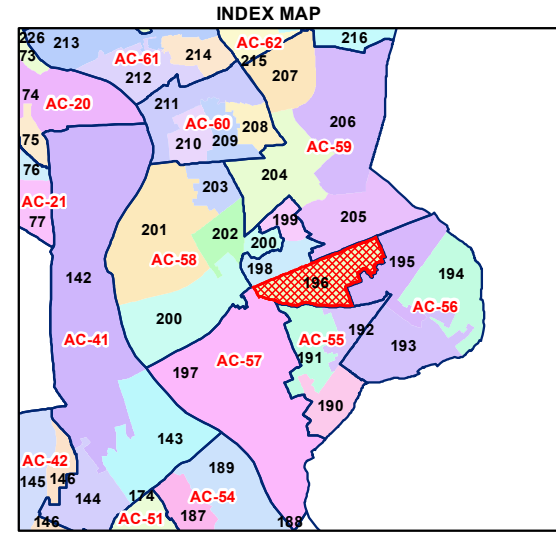 INDEX MAP
226 213 AC-61 214 AC-62 216
73 212 215 207
74 AC-20 211 206
75 AC-60 208
210 209 AC-59
76 204
AC-21 203
77 199 205
201 202 200
142 AC-58 198 195 194
196
AC-56
200 192
AC-41 AC-55 193
AC-57 191
197
190
143
AC-42 189
145 146 144 174 AC-54
187
146 AC-51 188